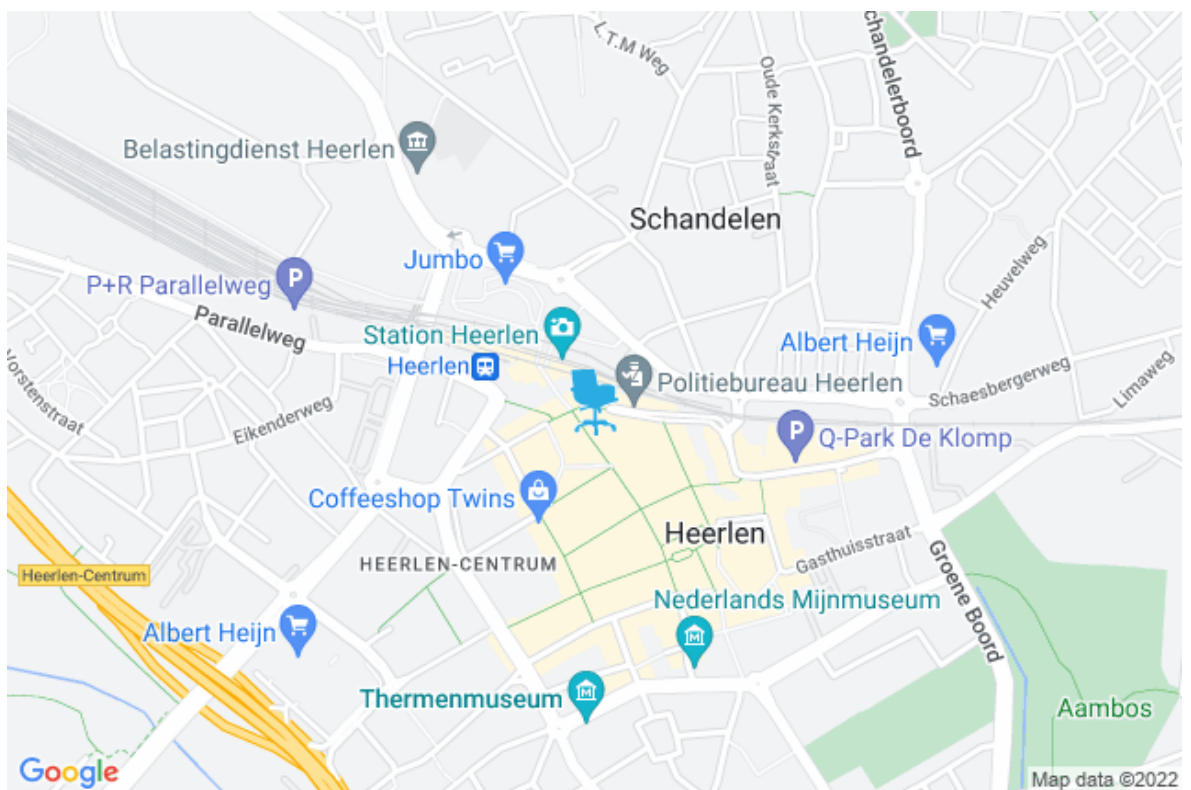 L.T.M Weg
Oude Kerkstraat
chandelerboord
Belastingdienst Heerlen
Schandelen
Heuvelweg
Jumbo
P+R Parallelweg
Parallelweg
Station Heerlen
Heerlen
Albert Heijn
Politiebureau Heerlen
Schaesbergerweg
Limaweg
Vorstenstraat
Eikenderweg
Q-Park De Klomp
Coffeeshop Twins
Heerlen
Gasthuisstraat
HEERLEN-CENTRUM
Heerlen-Centrum
Groene Boord
Nederlands Mijnmuseum
Albert Heijn
Thermenmuseum
Aambos
Google
Map data ©2022